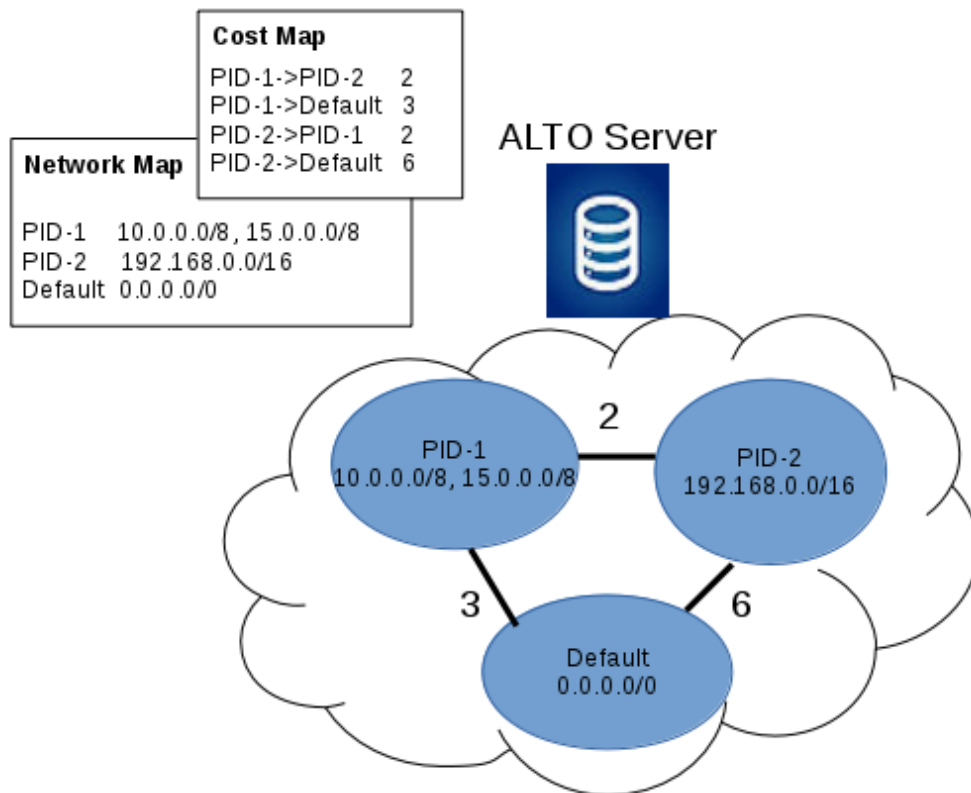 Cost Map
PID-1->PID-2 2
PID-1->Default 3
PID-2->PID-1 2
PID-2->Default 6
Network Map
PID-1 10.0.0.0/8, 15.0.0.0/8
PID-2 192.168.0.0/16
Default 0.0.0.0/0
ALTO Server
2
PID-1
10.0.0.0/8, 15.0.0.0/8
PID-2
192.168.0.0/16
3
6
Default
0.0.0.0/0